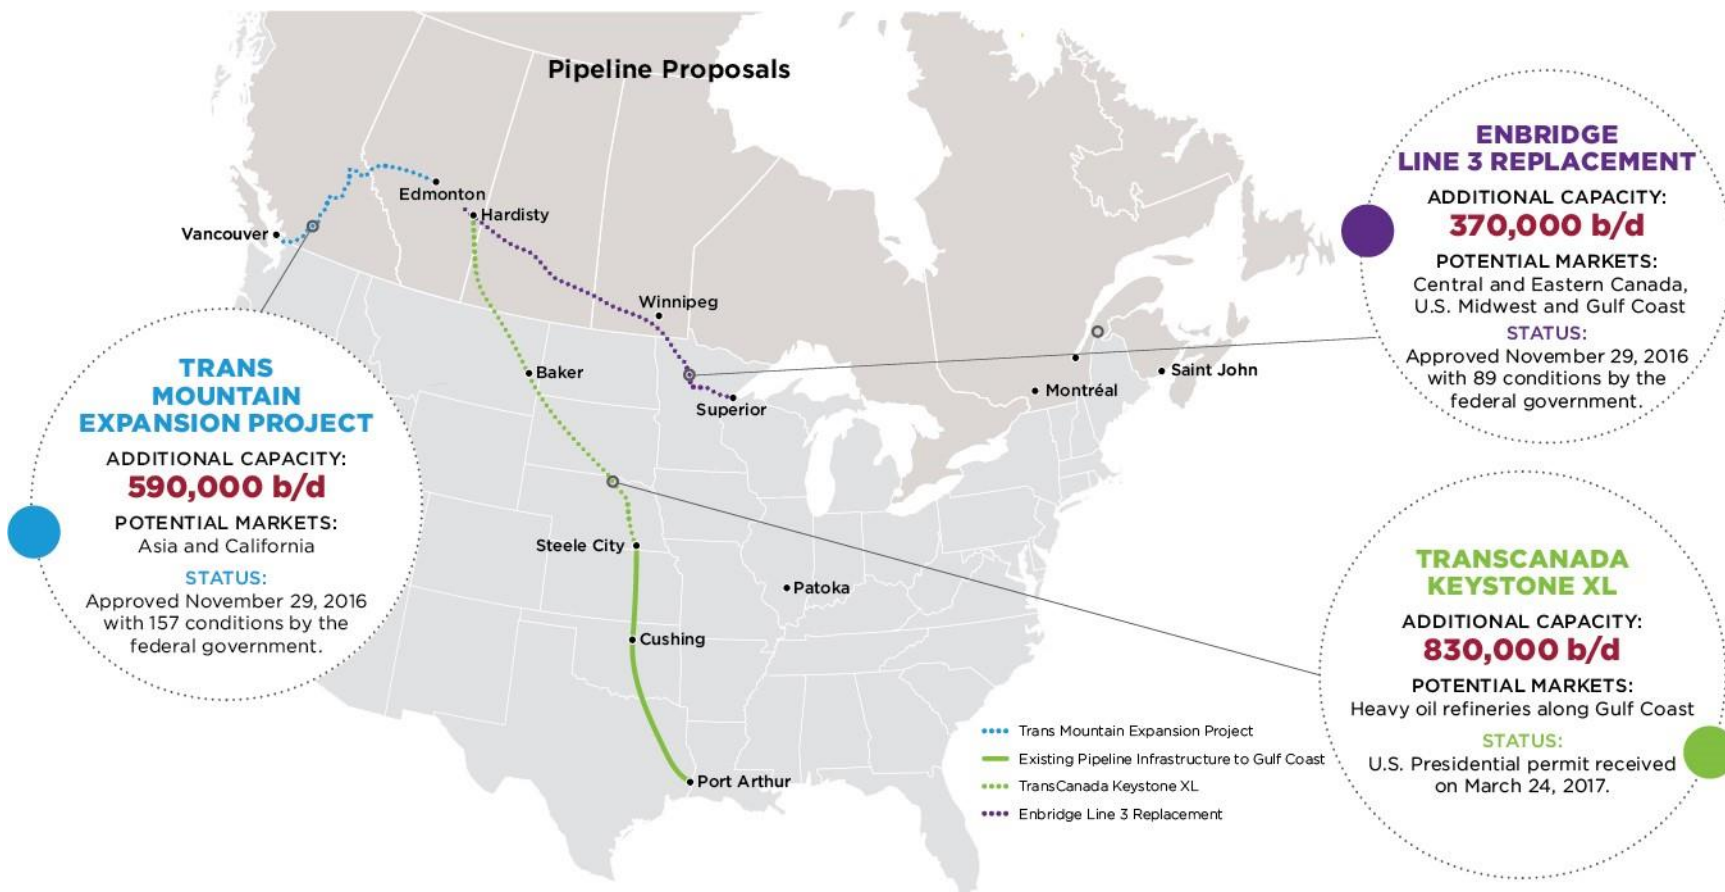 Pipeline Proposals
Edmonton
Hardisty
Vancouver
Winnipeg
Baker
Superior
Montréal
Saint John
Steele City
Patoka
Cushing
Port Arthur
TRANS
MOUNTAIN
EXPANSION PROJECT
ADDITIONAL CAPACITY:
590,000 b/d
POTENTIAL MARKETS:
Asia and California
STATUS:
Approved November 29, 2016
with 157 conditions by the
federal government.
ENBRIDGE
LINE 3 REPLACEMENT
ADDITIONAL CAPACITY:
370,000 b/d
POTENTIAL MARKETS:
Central and Eastern Canada,
U.S. Midwest and Gulf Coast
STATUS:
Approved November 29, 2016
with 89 conditions by the
federal government.
TRANSCANADA
KEYSTONE XL
ADDITIONAL CAPACITY:
830,000 b/d
POTENTIAL MARKETS:
Heavy oil refineries along Gulf Coast
STATUS:
U.S. Presidential permit received
on March 24, 2017.
Trans Mountain Expansion Project
Existing Pipeline Infrastructure to Gulf Coast
TransCanada Keystone XL
Enbridge Line 3 Replacement